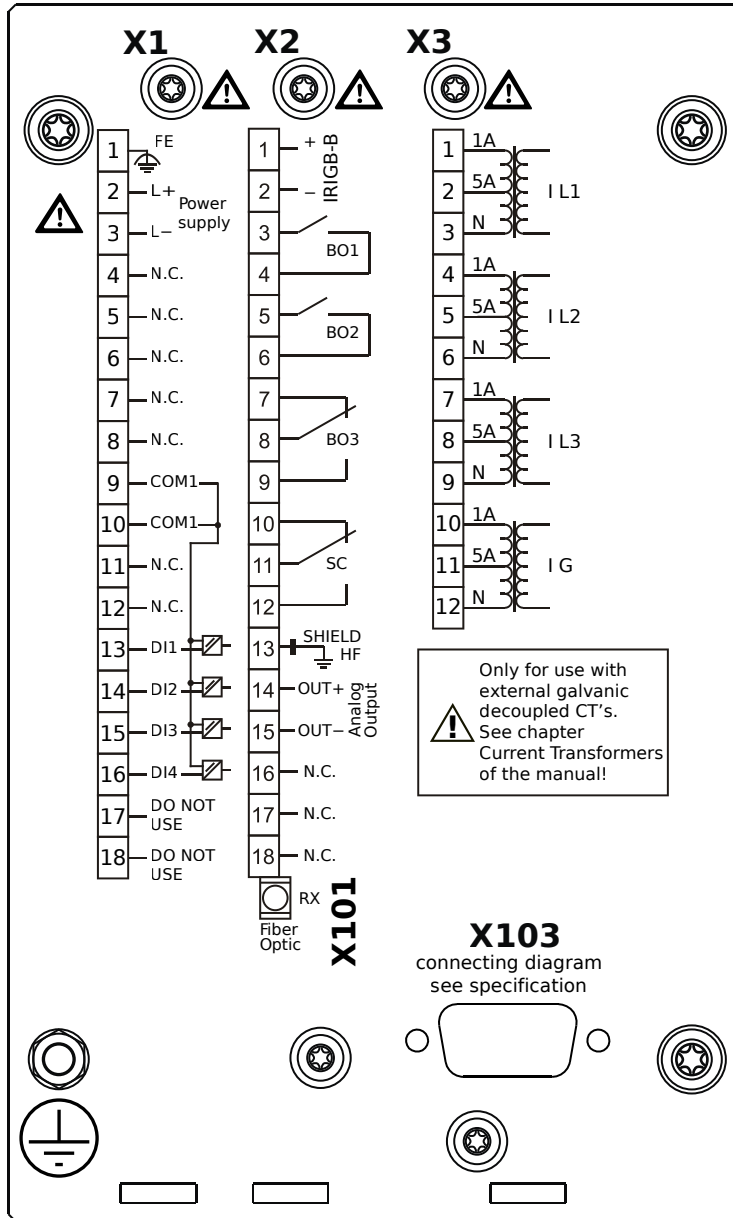 X1
X2
X3
1 FE
2 L+
Power
supply
3 L−
4 N.C.
5 N.C.
6 N.C.
7 N.C.
8 N.C.
9 COM1
10 COM1
11 N.C.
12 N.C.
13 DI1
14 DI2
15 DI3
16 DI4
17 DO NOT
USE
18 DO NOT
USE
1 +
IRIGB-B
2 −
3
BO1
4
5
BO2
6
7
8 BO3
9
10
11 SC
12
13 SHIELD
HF
14 OUT+
Analog
Output
15 OUT−
16 N.C.
17 N.C.
18 N.C.
RX
Fiber
Optic
X101
1 1A
2 5A I L1
3 N
4 1A
5 5A I L2
6 N
7 1A
8 5A I L3
9 N
10 1A
11 5A I G
12 N
Only for use with
external galvanic
decoupled CT's.
See chapter
Current Transformers
of the manual!
X103
connecting diagram
see specification